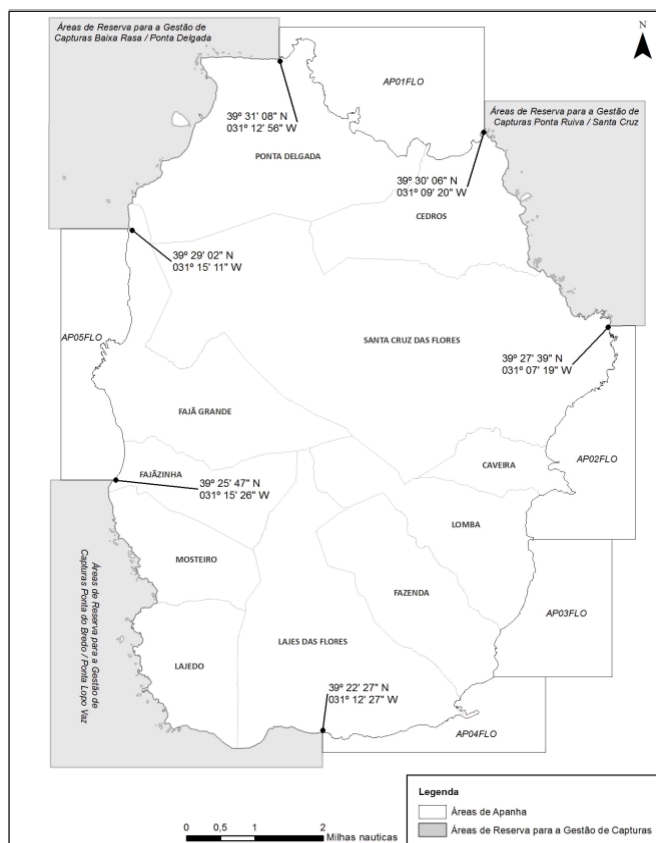 Áreas de Reserva para a Gestão de
Capturas Baixa Rasa / Ponta Delgada
N
AP01FLO
39º 31' 08" N
031º 12' 56" W
Áreas de Reserva para a Gestão de
Capturas Ponta Ruiva / Santa Cruz
PONTA DELGADA
39º 30' 06" N
031º 09' 20" W
CEDROS
39º 29' 02" N
031º 15' 11" W
AP05FLO
SANTA CRUZ DAS FLORES
39º 27' 39" N
031º 07' 19" W
FAJÃ GRANDE
AP02FLO
CAVEIRA
FAJÃZINHA
39º 25' 47" N
031º 15' 26" W
LOMBA
Áreas de Reserva para a Gestão de
Capturas Ponta do Bredo / Ponta Lopo Vaz
MOSTEIRO
FAZENDA
AP03FLO
LAJES DAS FLORES
LAJEDO
39º 22' 27" N
031º 12' 27" W
AP04FLO
Legenda
Áreas de Apanha
Áreas de Reserva para a Gestão de Capturas
0 0,5 1 2
Milhas nauticas